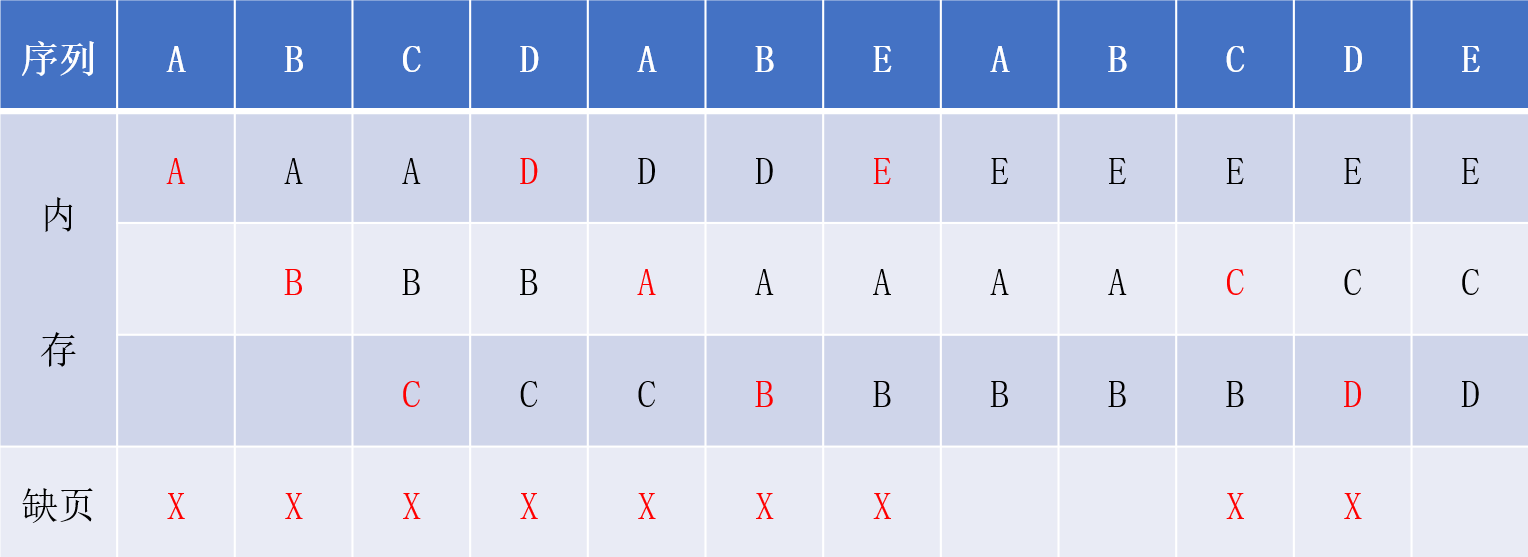 序列 A B C D A B E A B C D E
内存 A A A D D D E E E E E E
B B B A A A A A C C C
C C C B B B B B D D
缺页 X X X X X X X X X